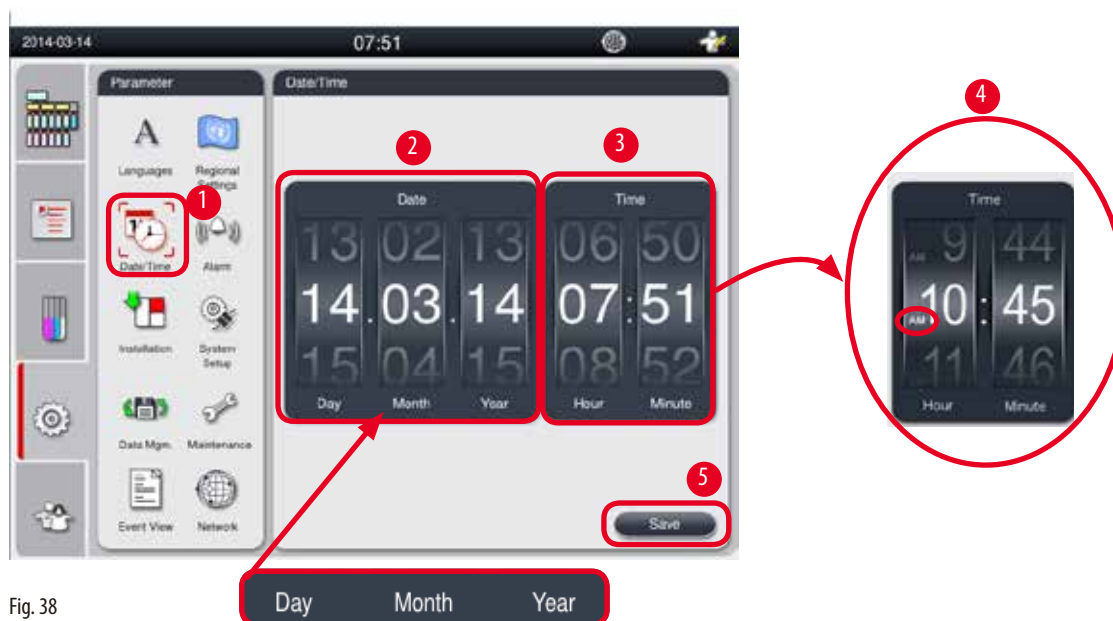 2014-03-14 07:51
Parameter
Languages
Regional
Settings
1
Date/Time
Alarm
Installation
System
Setup
Data Mgm.
Maintenance
Event View
Network
Date/Time
2
Date
13 02 13
14.03.14
15 04 15
Day Month Year
3
Time
06 50
07:51
08 52
Hour Minute
5
Save
4
Time
AM 9 44
AM 10 : 45
11 46
Hour Minute
Day Month Year
Fig. 38